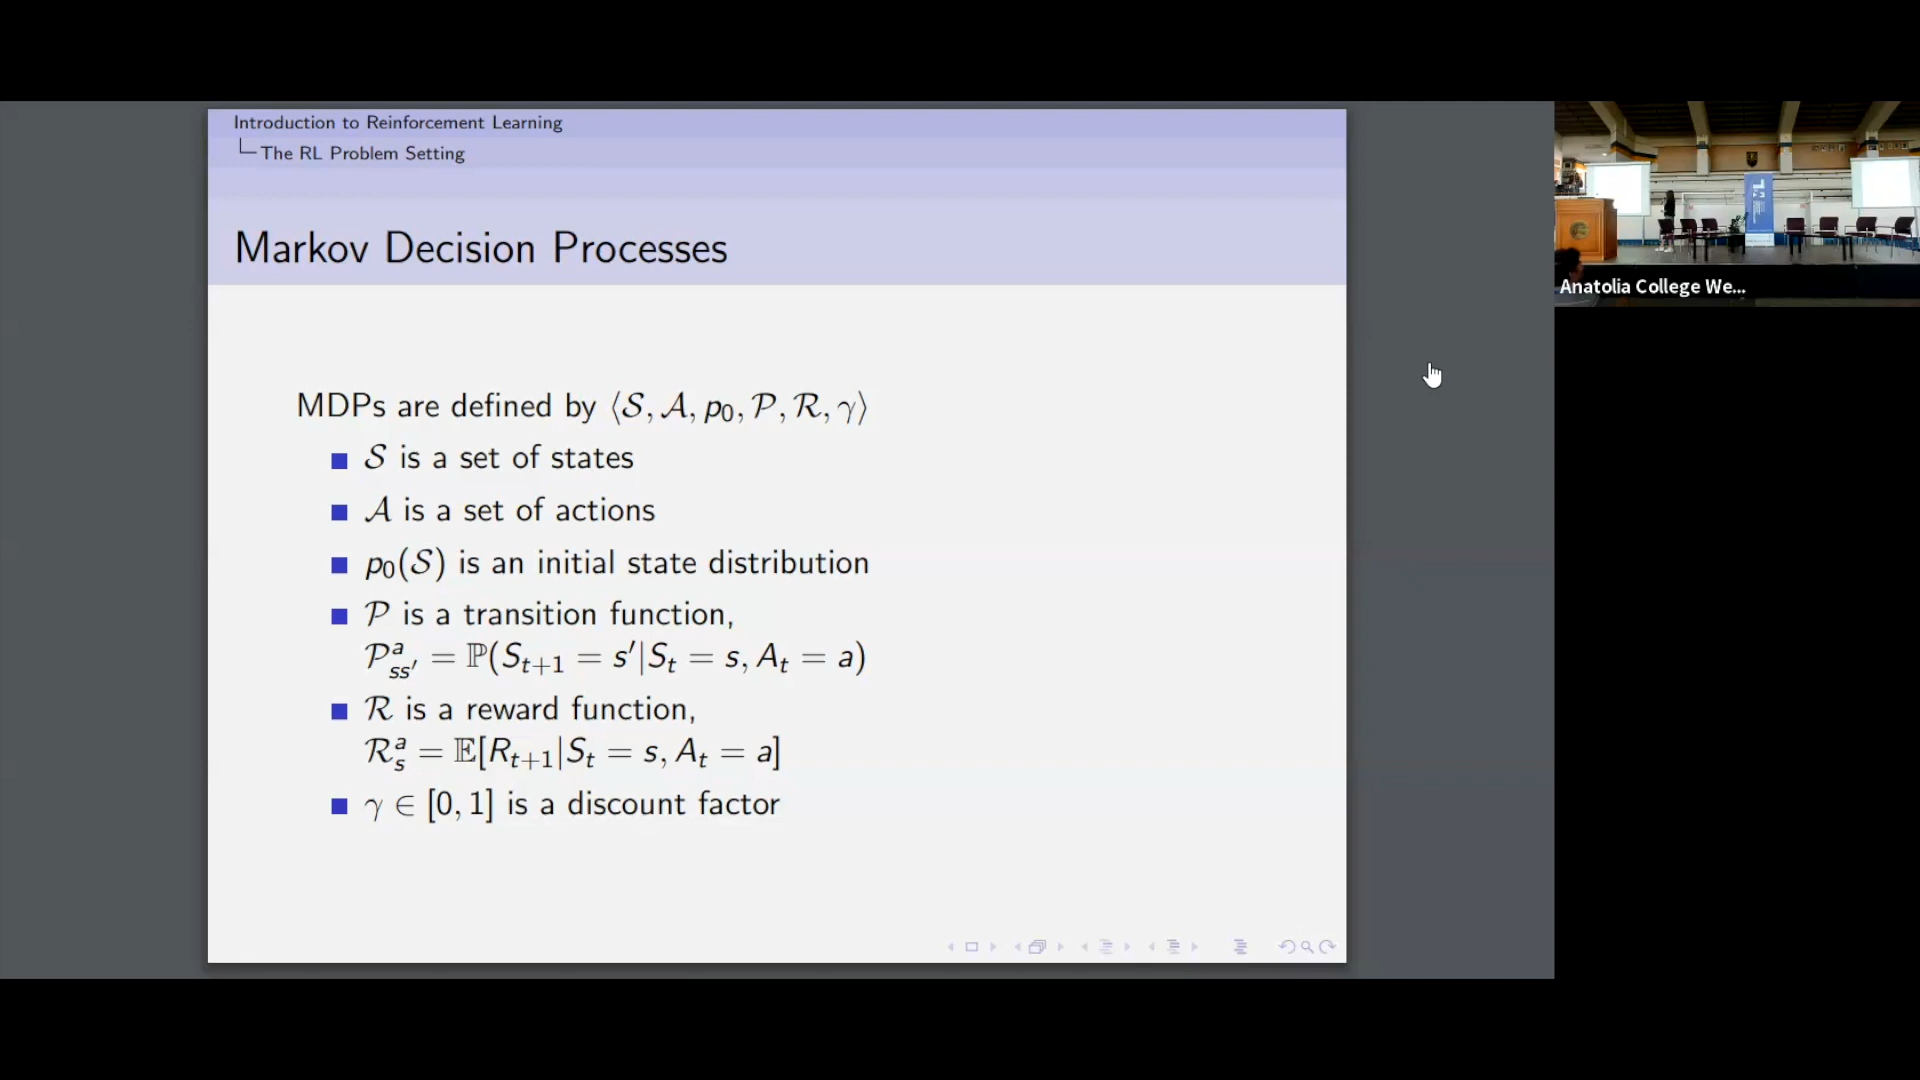 Introduction to Reinforcement Learning
The RL Problem Setting
Markov Decision Processes
MDPs are defined by ⟨𝒮, 𝒜, p₀, 𝒫, ℛ, γ⟩
𝒮 is a set of states
𝒜 is a set of actions
p₀(𝒮) is an initial state distribution
𝒫 is a transition function,
𝒫ᵃₛₛ′ = ℙ(Sₜ₊₁ = s′|Sₜ = s, Aₜ = a)
ℛ is a reward function,
ℛᵃₛ = 𝔼[Rₜ₊₁|Sₜ = s, Aₜ = a]
γ ∈ [0, 1] is a discount factor
Anatolia College We...